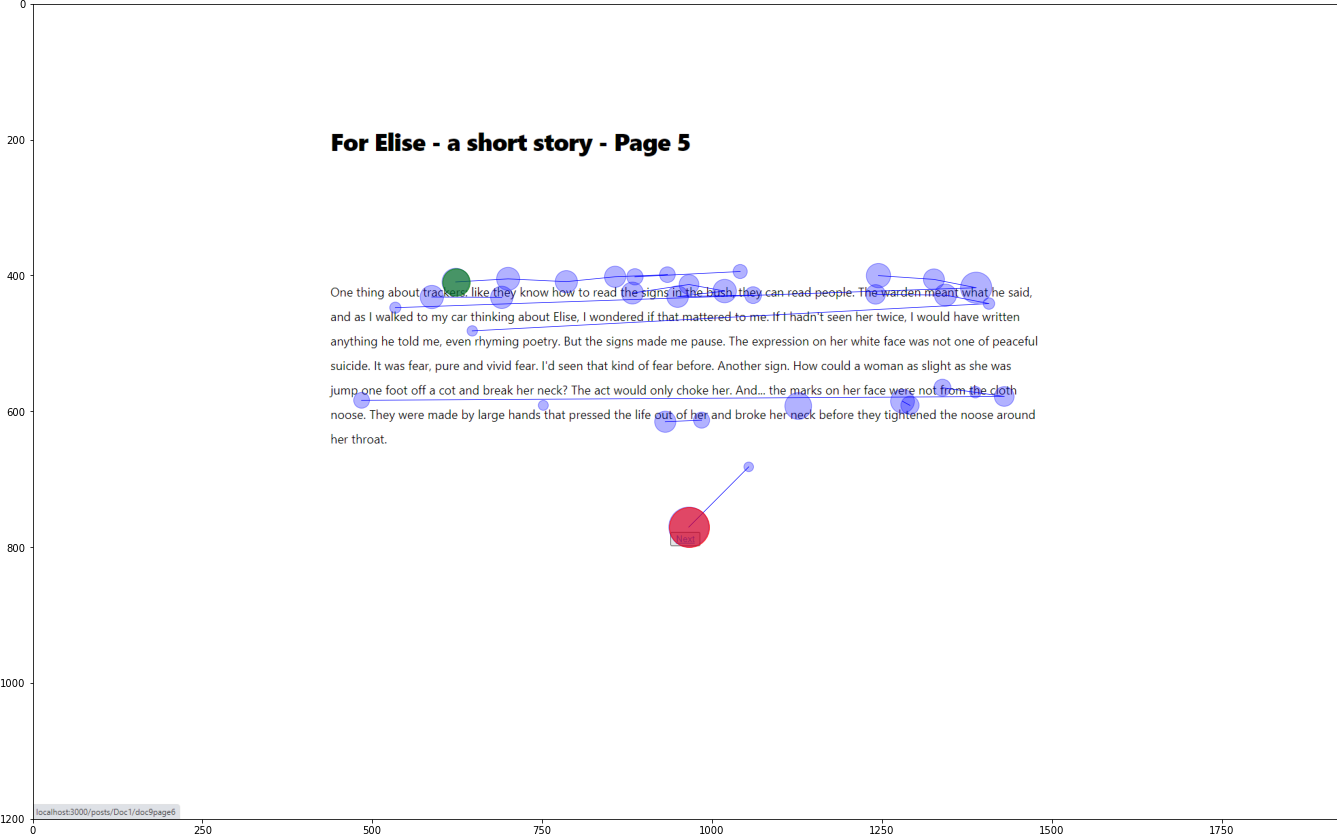 For Elise - a short story - Page 5
One thing about trackers, like they know how to read the signs in the bush, they can read people. The warden meant what he said,
and as I walked to my car thinking about Elise, I wondered if that mattered to me. If I hadn't seen her twice, I would have written
anything he told me, even rhyming poetry. But the signs made me pause. The expression on her white face was not one of peaceful
suicide. It was fear, pure and vivid fear. I'd seen that kind of fear before. Another sign. How could a woman as slight as she was
jump one foot off a cot and break her neck? The act would only choke her. And... the marks on her face were not from the cloth
noose. They were made by large hands that pressed the life out of her and broke her neck before they tightened the noose around
her throat.
Next
localhost:3000/posts/Doc1/doc9page6
0
200
400
600
800
1000
1200
0
250
500
750
1000
1250
1500
1750